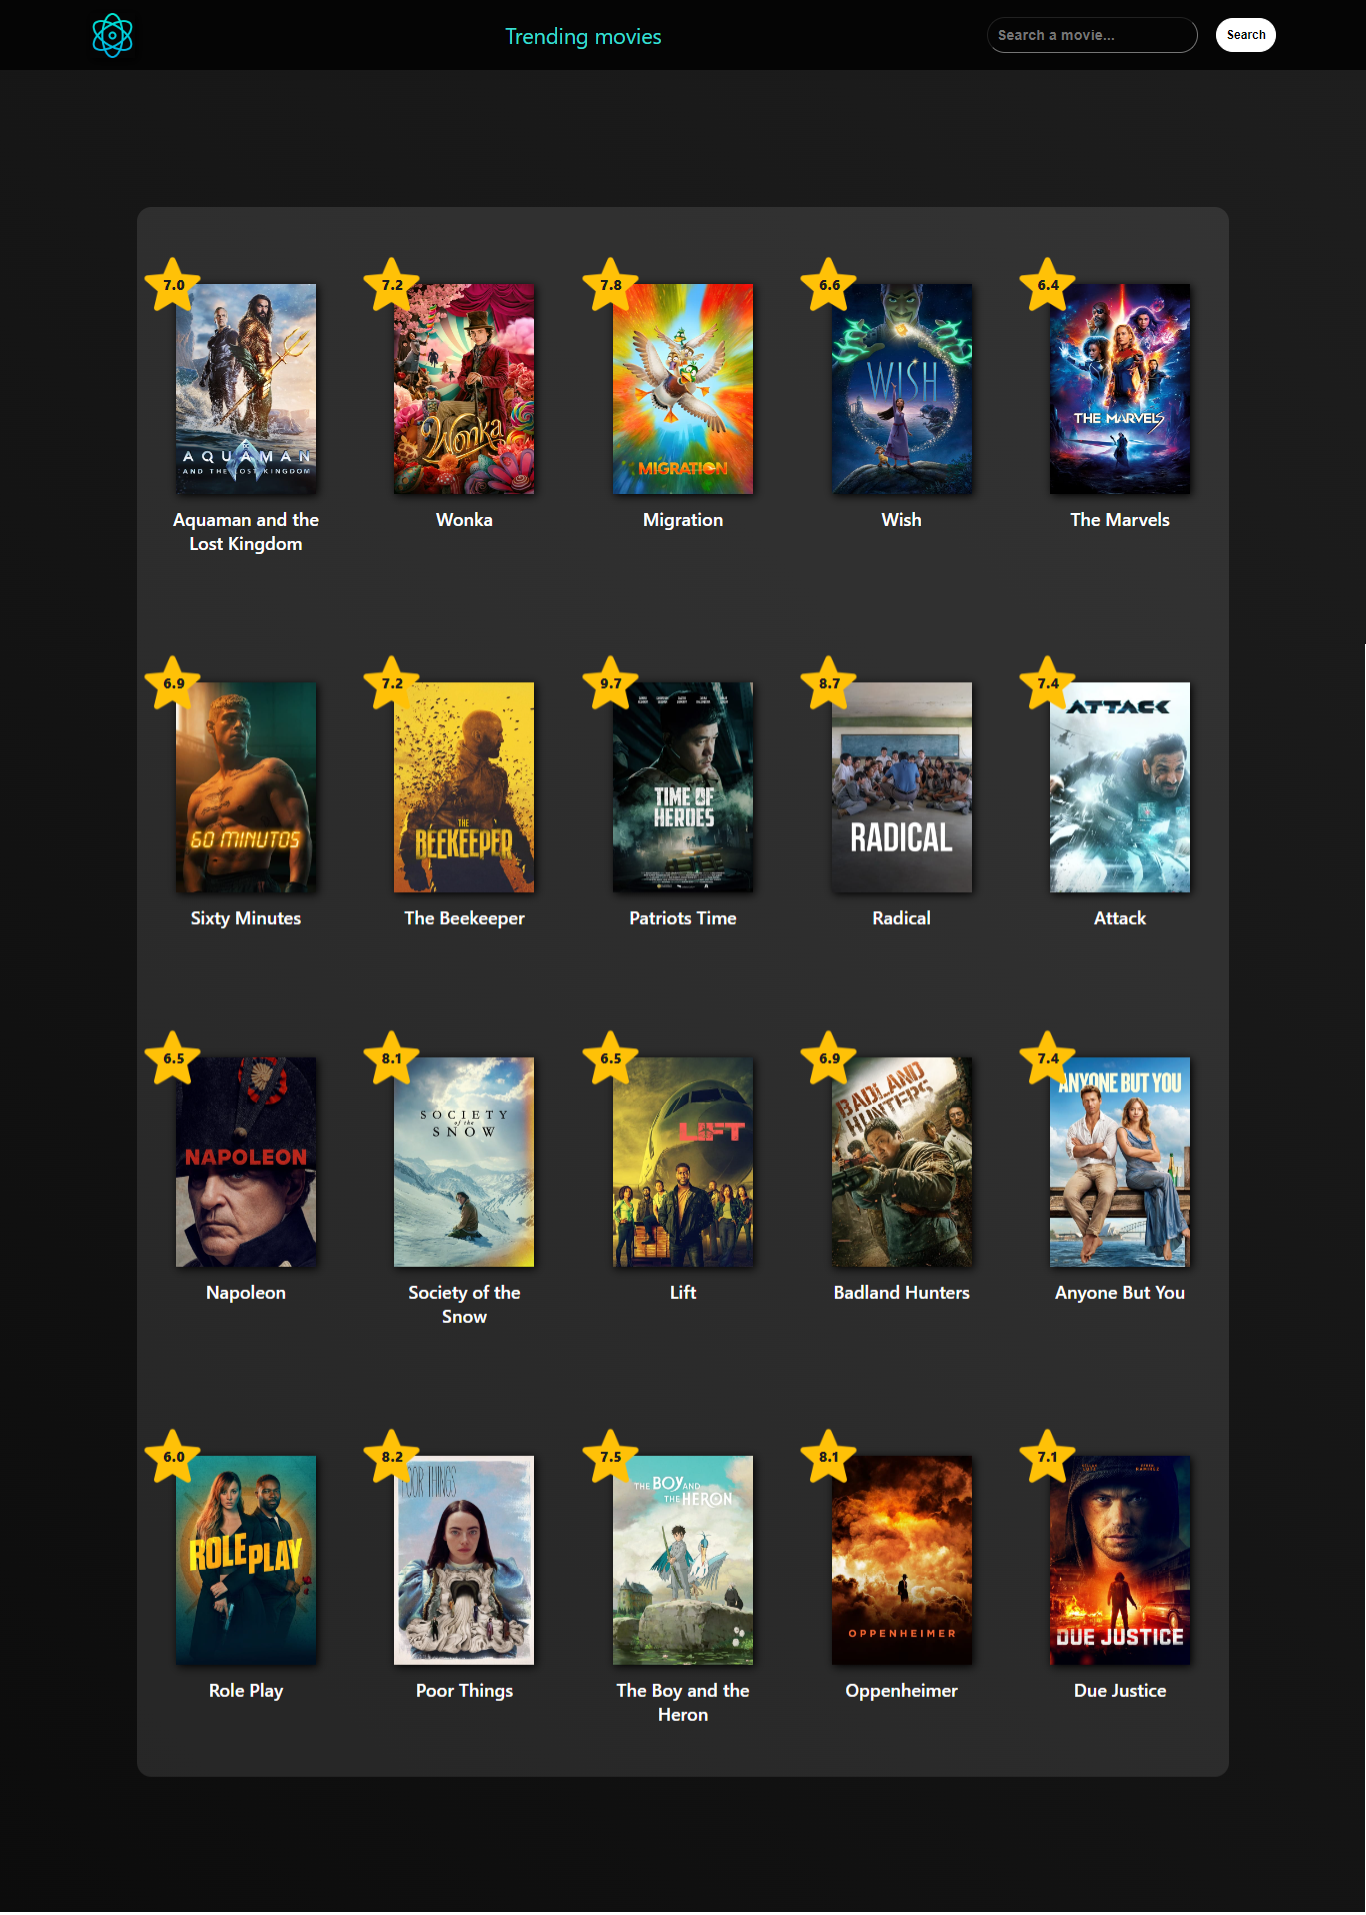 Trending movies
Search a movie...
Search
7.0
7.2
7.8
6.6
6.4
AQUAMAN
AND THE LOST KINGDOM
Wonka
MIGRATION
WISH
THE MARVELS
Aquaman and the
Lost Kingdom
Wonka
Migration
Wish
The Marvels
6.9
7.2
9.7
8.7
7.4
60 MINUTOS
THE
BEEKEEPER
TIME OF
HEROES
RADICAL
ATTACK
Sixty Minutes
The Beekeeper
Patriots Time
Radical
Attack
6.5
8.1
6.5
6.9
7.4
NAPOLEON
SOCIETY
of the
SNOW
LIFT
BADLAND
HUNTERS
ANYONE BUT YOU
Napoleon
Society of the
Snow
Lift
Badland Hunters
Anyone But You
6.0
8.2
7.5
8.1
7.1
ROLE PLAY
POOR THINGS
THE BOY AND
THE HERON
OPPENHEIMER
DUE JUSTICE
Role Play
Poor Things
The Boy and the
Heron
Oppenheimer
Due Justice